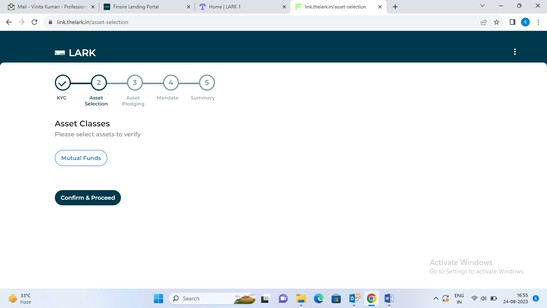 Mail - Vinita Kumari - Profession
Finsire Lending Portal
Home | LARK 1
link.thelark.in/asset-selection
link.thelark.in/asset-selection
LARK
2 3 4 5
KYC Asset Selection Asset Pledging Mandate Summary
Asset Classes
Please select assets to verify
Mutual Funds
Confirm & Proceed
Activate Windows
Go to Settings to activate Windows.
33°C
Haze
Search
ENG
IN
16:55
24-08-2023